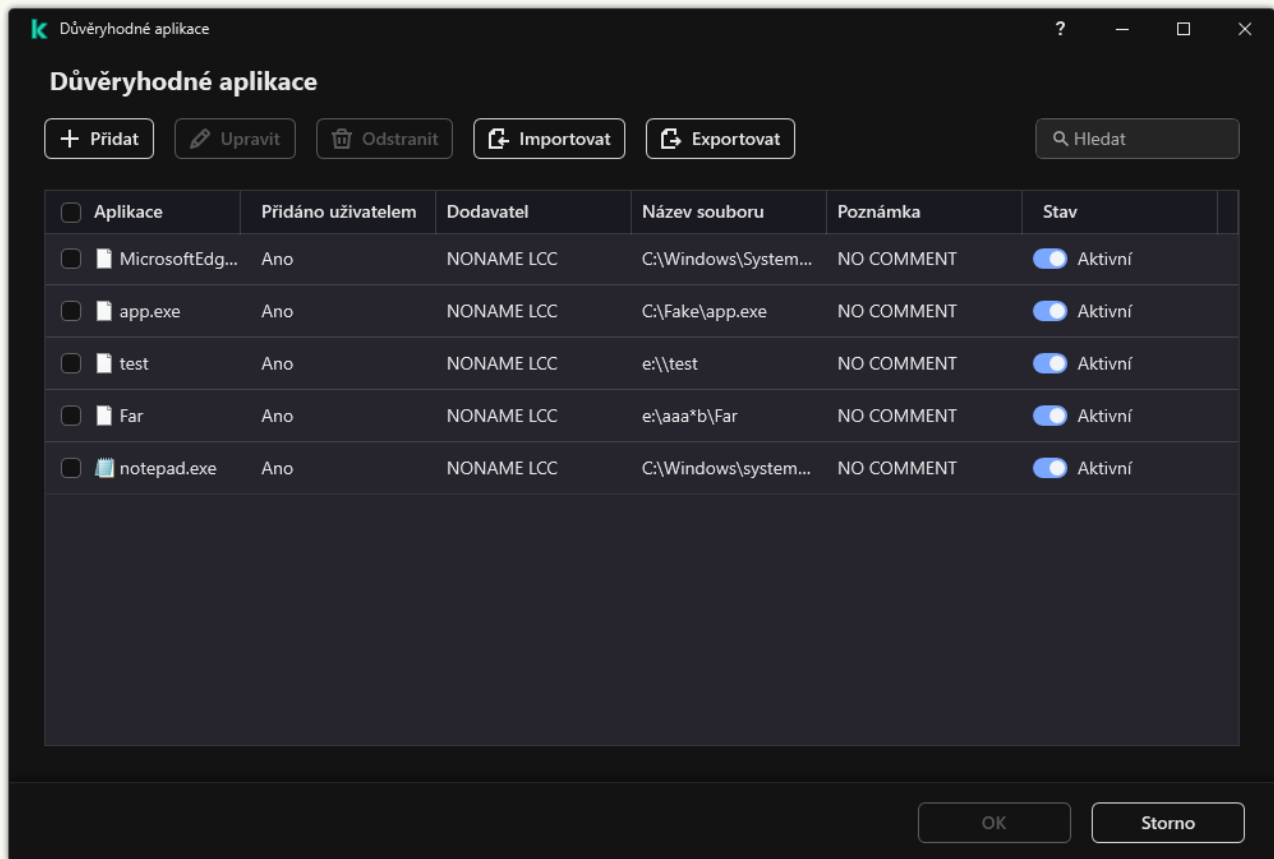 Důvěryhodné aplikace
?
Důvěryhodné aplikace
Přidat Upravit Odstranit Importovat Exportovat Hledat
Aplikace Přidáno uživatelem Dodavatel Název souboru Poznámka Stav
MicrosoftEdg... Ano NONAME LCC C:\Windows\System... NO COMMENT Aktivní
app.exe Ano NONAME LCC C:\Fake\app.exe NO COMMENT Aktivní
test Ano NONAME LCC e:\\test NO COMMENT Aktivní
Far Ano NONAME LCC e:\aaa*b\Far NO COMMENT Aktivní
notepad.exe Ano NONAME LCC C:\Windows\system... NO COMMENT Aktivní
OK Storno